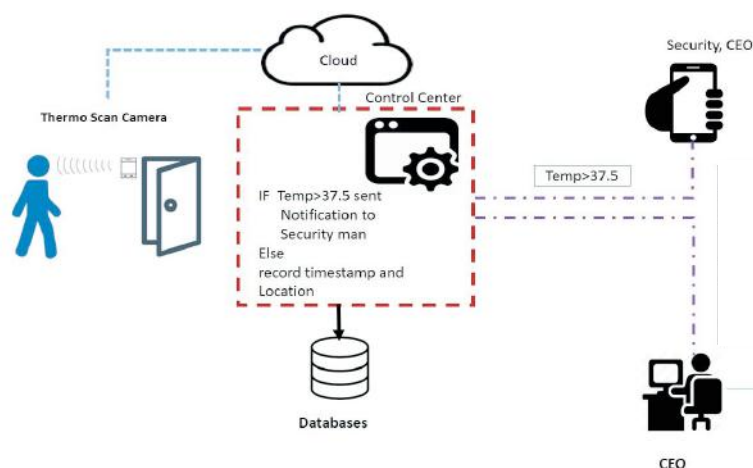 Cloud
Security, CEO
Control Center
Thermo Scan Camera
Temp>37.5
IF Temp>37.5 sent
Notification to
Security man
Else
record timestamp and
Location
Databases
CEO